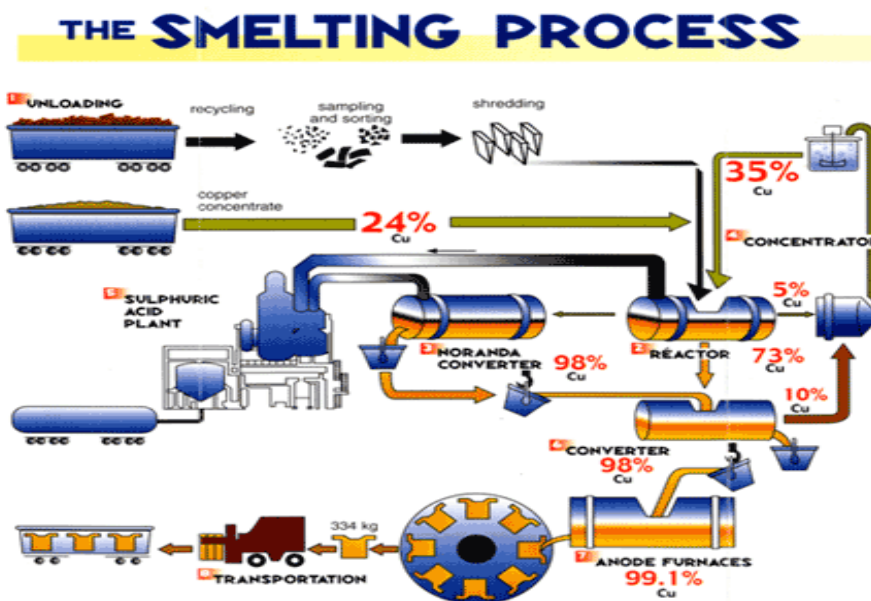 THE SMELTING PROCESS
1 UNLOADING
recycling
sampling
and sorting
shredding
copper
concentrate
24%
Cu
35%
Cu
4 CONCENTRATOR
5 SULPHURIC
ACID
PLANT
3 NORANDA
CONVERTER
98%
Cu
2 REACTOR
5%
Cu
73%
Cu
10%
Cu
6 CONVERTER
98%
Cu
334 kg
8 TRANSPORTATION
7 ANODE FURNACES
99.1%
Cu